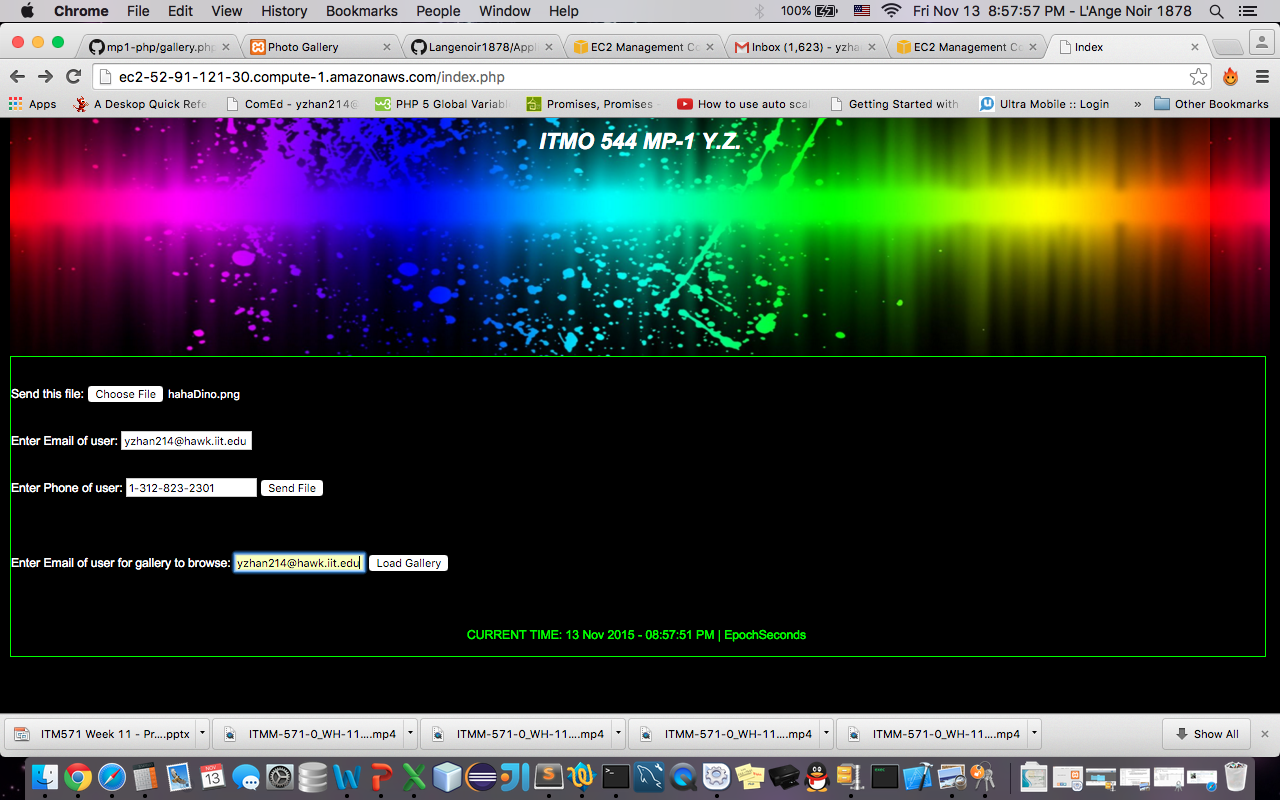 Chrome File Edit View History Bookmarks People Window Help 100% Fri Nov 13 8:57:57 PM - L'Ange Noir 1878
mp1-php/gallery.php Photo Gallery Langenoir1878/Appl EC2 Management Co Inbox (1,623) - yzha EC2 Management Co Index
ec2-52-91-121-30.compute-1.amazonaws.com/index.php
Apps A Deskop Quick Refe ComEd - yzhan214@ PHP 5 Global Variabl Promises, Promises - How to use auto scal Getting Started with Ultra Mobile :: Login » Other Bookmarks
ITMO 544 MP-1 Y.Z.
Send this file: Choose File hahaDino.png
Enter Email of user: yzhan214@hawk.iit.edu
Enter Phone of user: 1-312-823-2301 Send File
Enter Email of user for gallery to browse: yzhan214@hawk.iit.edu Load Gallery
CURRENT TIME: 13 Nov 2015 - 08:57:51 PM | EpochSeconds
ITM571 Week 11 - Pr....pptx ITMM-571-0_WH-11....mp4 ITMM-571-0_WH-11....mp4 ITMM-571-0_WH-11....mp4 ITMM-571-0_WH-11....mp4 Show All
NOV
13